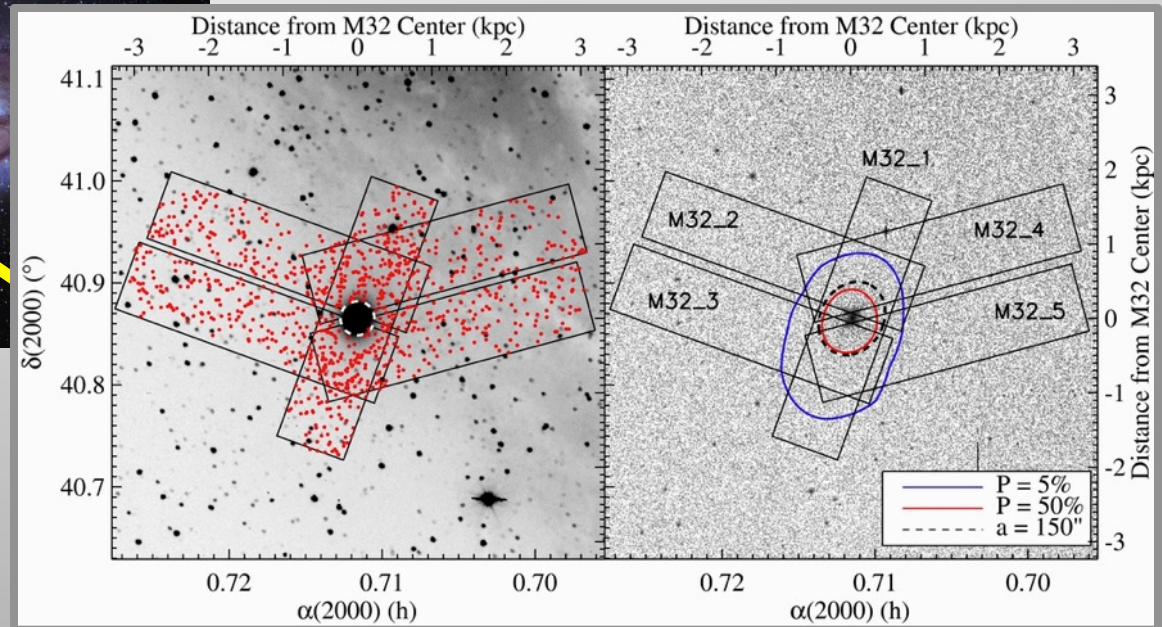 Distance from M32 Center (kpc)
-3 -2 -1 0 1 2 3
41.1
41.0
40.9
40.8
40.7
δ(2000) (°)
0.72 0.71 0.70
α(2000) (h)
Distance from M32 Center (kpc)
-3 -2 -1 0 1 2 3
M32_1
M32_2
M32_4
M32_3
M32_5
P = 5%
P = 50%
a = 150"
3
2
1
0
-1
-2
-3
Distance from M32 Center (kpc)
0.72 0.71 0.70
α(2000) (h)